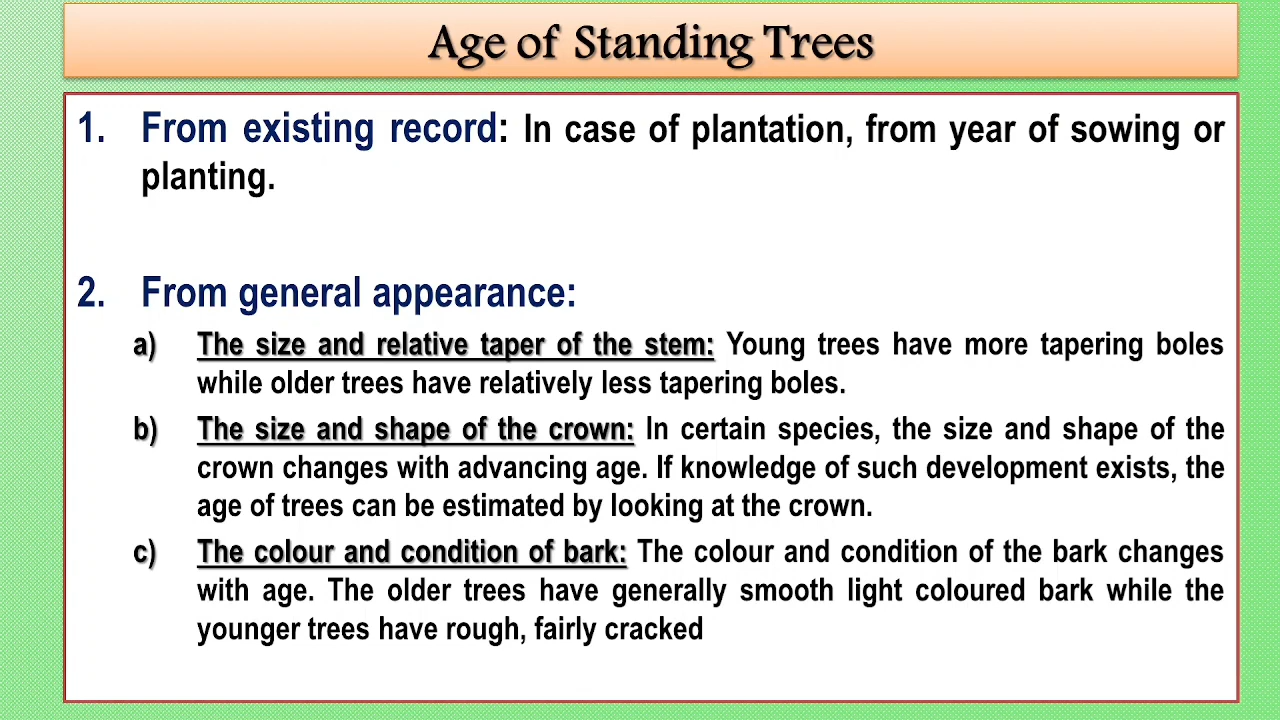 Age of Standing Trees
1. From existing record: In case of plantation, from year of sowing or
planting.
2. From general appearance:
a) The size and relative taper of the stem: Young trees have more tapering boles
while older trees have relatively less tapering boles.
b) The size and shape of the crown: In certain species, the size and shape of the
crown changes with advancing age. If knowledge of such development exists, the
age of trees can be estimated by looking at the crown.
c) The colour and condition of bark: The colour and condition of the bark changes
with age. The older trees have generally smooth light coloured bark while the
younger trees have rough, fairly cracked